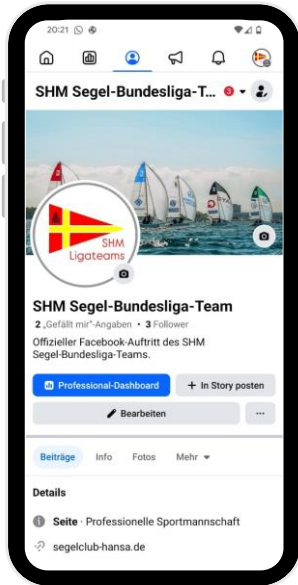 20:21
SHM Segel-Bundesliga-T... 3
SHM
Ligateams
SHM Segel-Bundesliga-Team
2 „Gefällt mir“-Angaben • 3 Follower
Offizieller Facebook-Auftritt des SHM
Segel-Bundesliga-Teams.
Professional-Dashboard + In Story posten
Bearbeiten ...
Beiträge Info Fotos Mehr
Details
Seite · Professionelle Sportmannschaft
segelclub-hansa.de